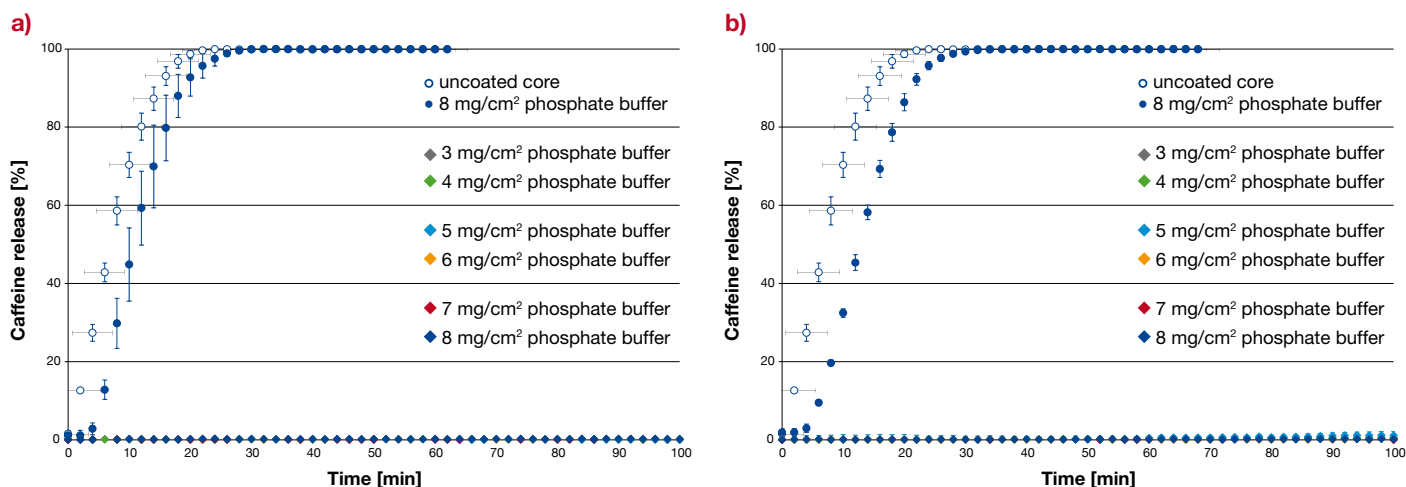 a)
100
80
60
40
20
0
Caffeine release [%]
uncoated core
8 mg/cm² phosphate buffer
3 mg/cm² phosphate buffer
4 mg/cm² phosphate buffer
5 mg/cm² phosphate buffer
6 mg/cm² phosphate buffer
7 mg/cm² phosphate buffer
8 mg/cm² phosphate buffer
0 10 20 30 40 50 60 70 80 90 100
Time [min]
b)
100
80
60
40
20
0
Caffeine release [%]
uncoated core
8 mg/cm² phosphate buffer
3 mg/cm² phosphate buffer
4 mg/cm² phosphate buffer
5 mg/cm² phosphate buffer
6 mg/cm² phosphate buffer
7 mg/cm² phosphate buffer
8 mg/cm² phosphate buffer
0 10 20 30 40 50 60 70 80 90 100
Time [min]